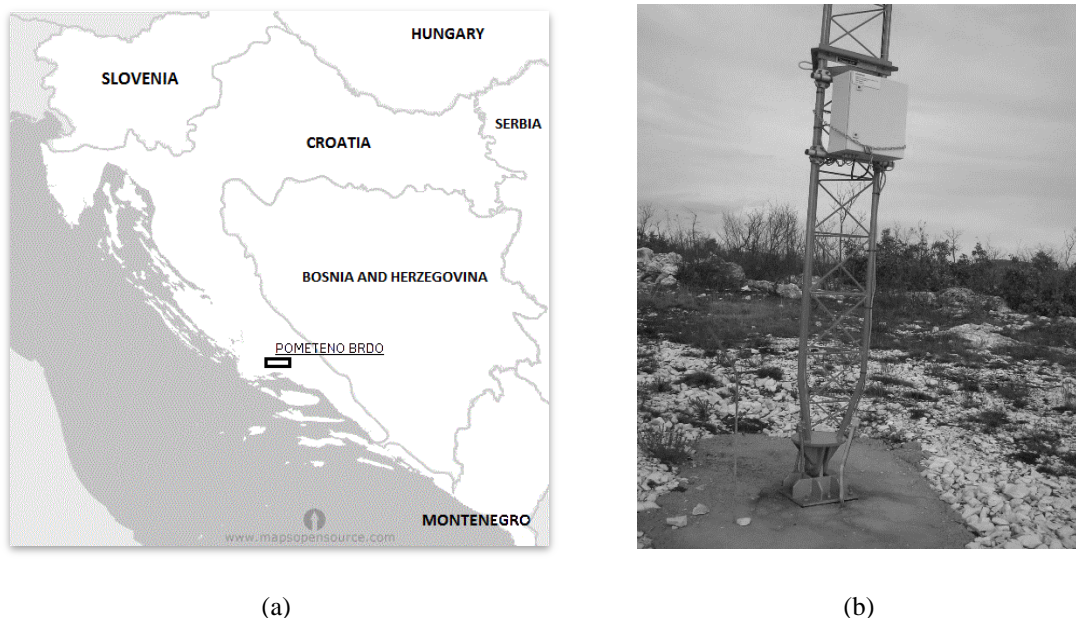 HUNGARY
SLOVENIA
SERBIA
CROATIA
BOSNIA AND HERZEGOVINA
POMETENO BRDO
MONTENEGRO
www.mapsopensource.com
(a)
(b)